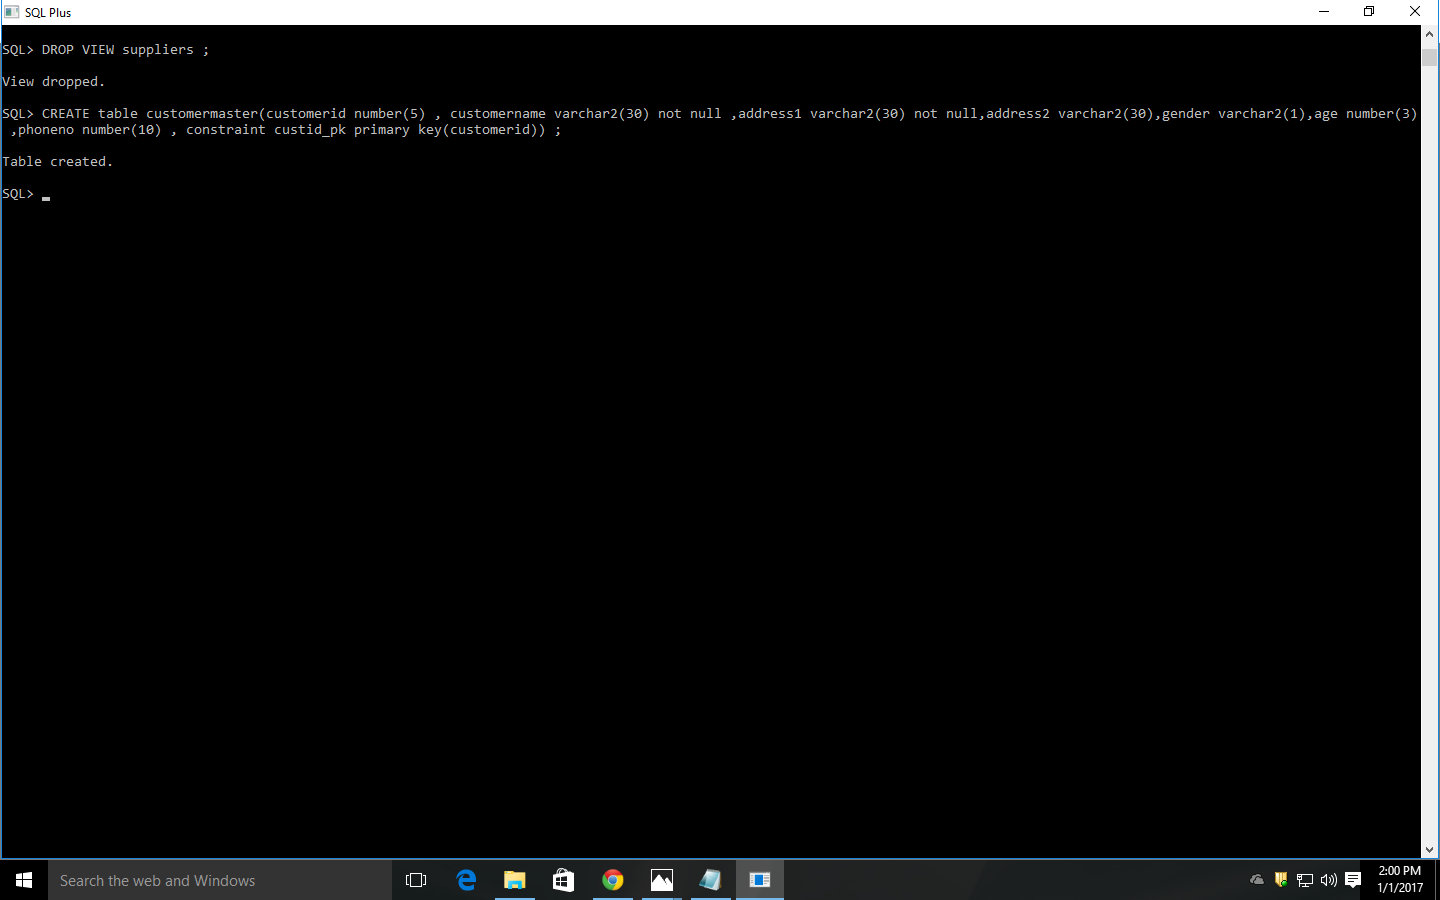 SQL Plus
SQL> DROP VIEW suppliers ;
View dropped.
SQL> CREATE table customermaster(customerid number(5) , customername varchar2(30) not null ,address1 varchar2(30) not null,address2 varchar2(30),gender varchar2(1),age number(3)
,phoneno number(10) , constraint custid_pk primary key(customerid)) ;
Table created.
SQL>
Search the web and Windows
2:00 PM
1/1/2017